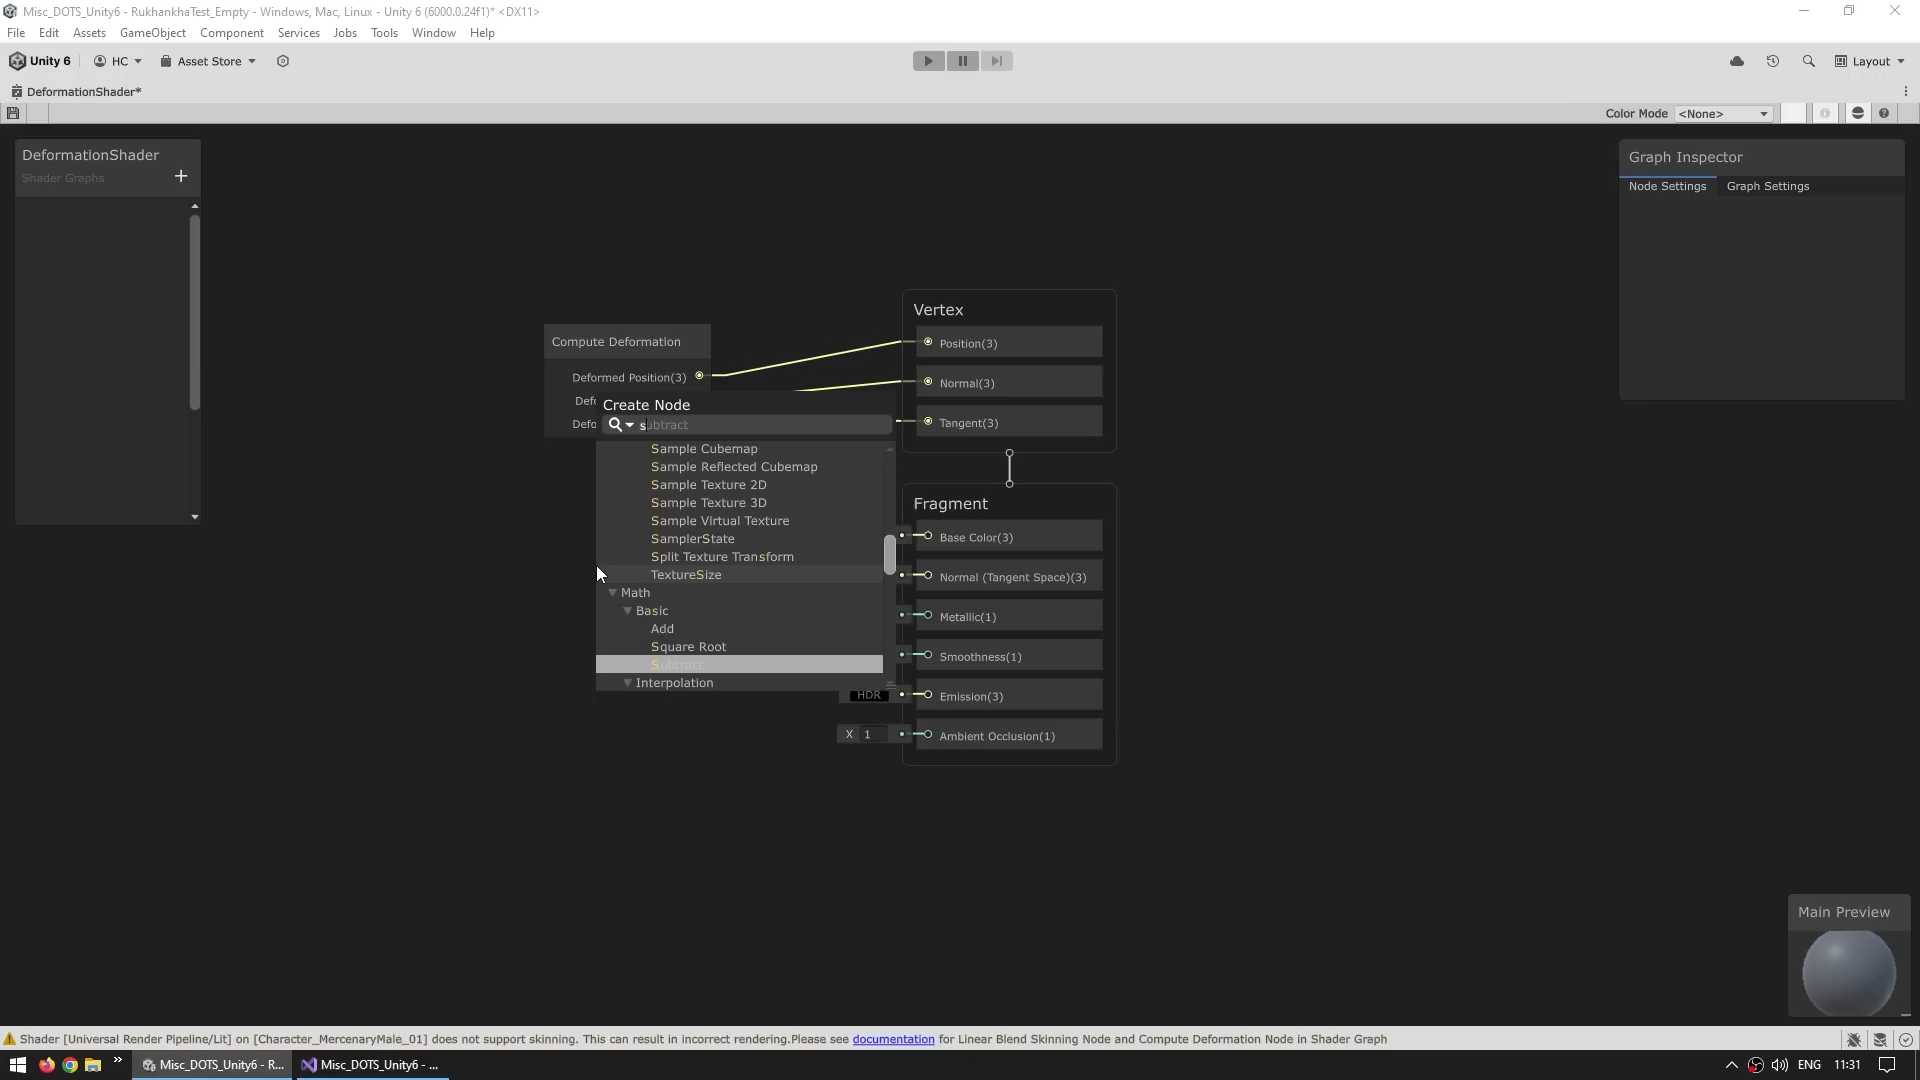 Misc_DOTS_Unity6 - RukhankhaTest_Empty - Windows, Mac, Linux - Unity 6 (6000.0.24f1)* <DX11>
File Edit Assets GameObject Component Services Jobs Tools Window Help
Unity 6 HC Asset Store Layout
DeformationShader*
Color Mode <None>
DeformationShader
Shader Graphs
Graph Inspector
Node Settings Graph Settings
Vertex
Compute Deformation
Position(3)
Deformed Position(3)
Normal(3)
Defo
Create Node
Defo
subtract
Tangent(3)
Sample Cubemap
Sample Reflected Cubemap
Sample Texture 2D
Sample Texture 3D
Sample VIrtual Texture
SamplerState
Split Texture Transform
TextureSize
Math
Basic
Add
Square Root
Subtract
Interpolation
Fragment
Base Color(3)
Normal (Tangent Space)(3)
Metallic(1)
Smoothness(1)
HDR Emission(3)
X 1 Ambient Occlusion(1)
Main Preview
Shader [Universal Render Pipeline/Lit] on [Character_MercenaryMale_01] does not support skinning. This can result in incorrect rendering.Please see documentation for Linear Blend Skinning Node and Compute Deformation Node in Shader Graph
Misc_DOTS_Unity6 - R... Misc_DOTS_Unity6 - ... ENG 11:31